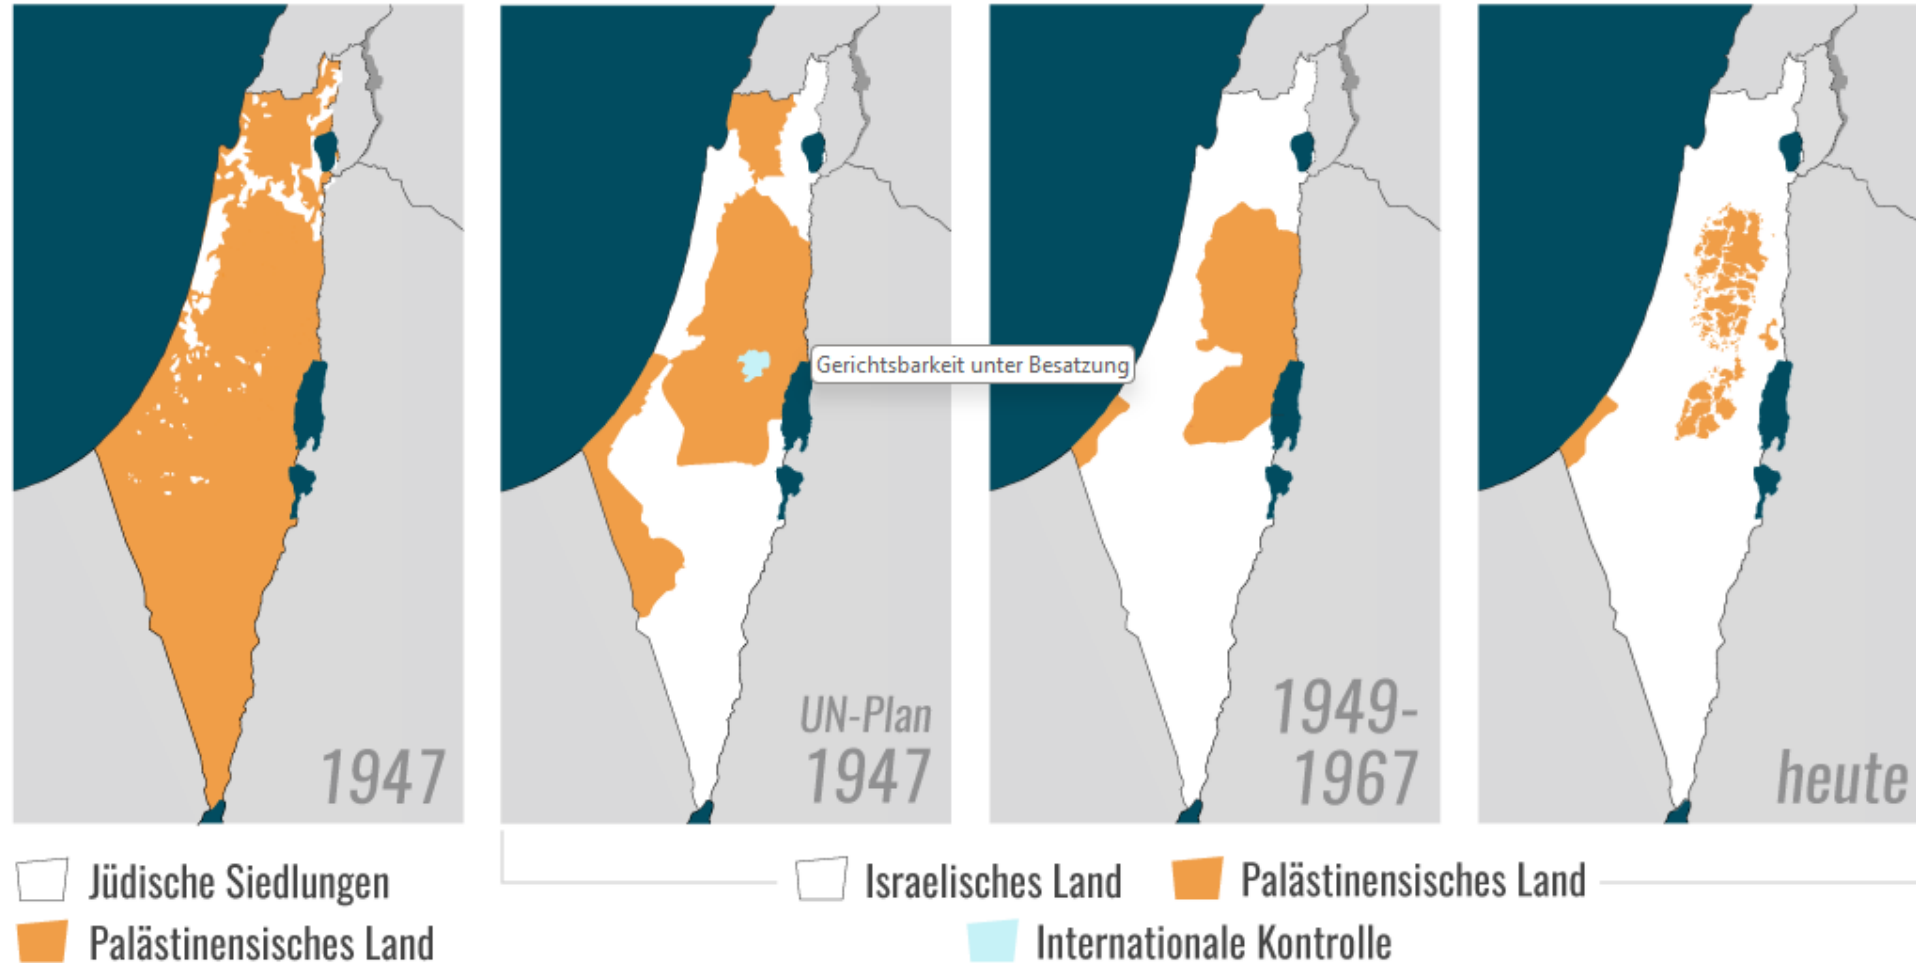 1947
UN-Plan
1947
Gerichtsbarkeit unter Besatzung
1949-
1967
heute
Jüdische Siedlungen
Palästinensisches Land
Israelisches Land
Palästinensisches Land
Internationale Kontrolle